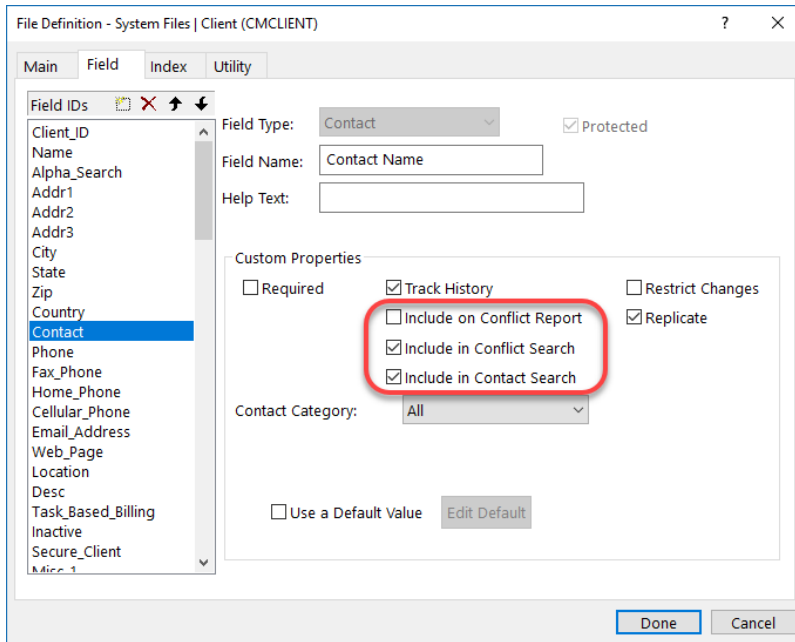 File Definition - System Files | Client (CMCLIENT)
?
Main Field Index Utility
Field IDs
Client_ID
Name
Alpha_Search
Addr1
Addr2
Addr3
City
State
Zip
Country
Contact
Phone
Fax_Phone
Home_Phone
Cellular_Phone
Email_Address
Web_Page
Location
Desc
Task_Based_Billing
Inactive
Secure_Client
Misc_1
Field Type: Contact Protected
Field Name: Contact Name
Help Text:
Custom Properties
Required Track History Restrict Changes
Include on Conflict Report Replicate
Include in Conflict Search
Include in Contact Search
Contact Category: All
Use a Default Value Edit Default
Done Cancel